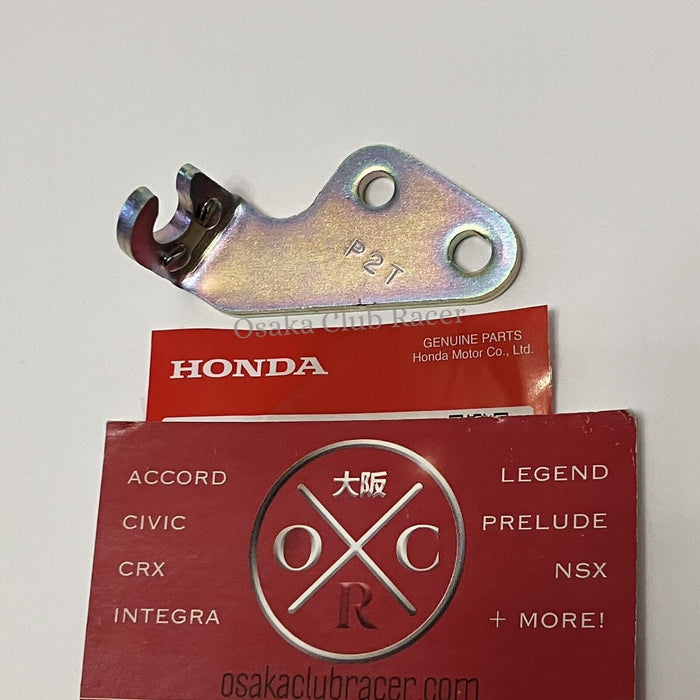 P2T
Osaka Club Racer
HONDA
GENUINE PARTS
Honda Motor Co., Ltd.
ACCORD
CIVIC
CRX
INTEGRA
大阪
O
C
R
LEGEND
PRELUDE
NSX
+ MORE!
osakaclubracer.com